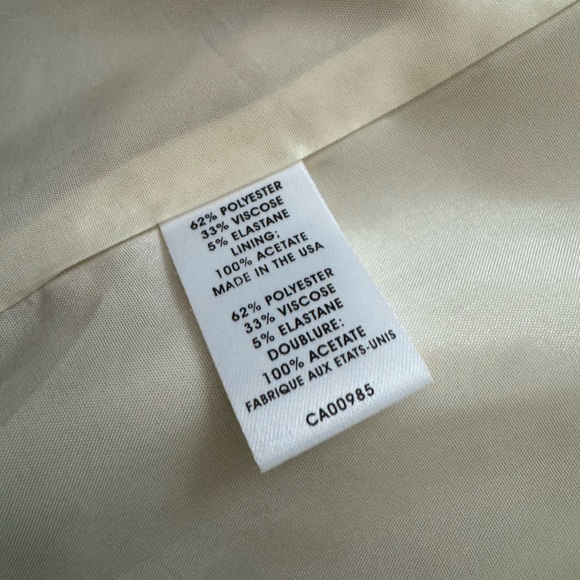 62% POLYESTER
33% VISCOSE
5% ELASTANE
LINING:
100% ACETATE
MADE IN THE USA
62% POLYESTER
33% VISCOSE
5% ELASTANE
DOUBLURE:
100% ACETATE
FABRIQUE AUX ETATS-UNIS
CA00985